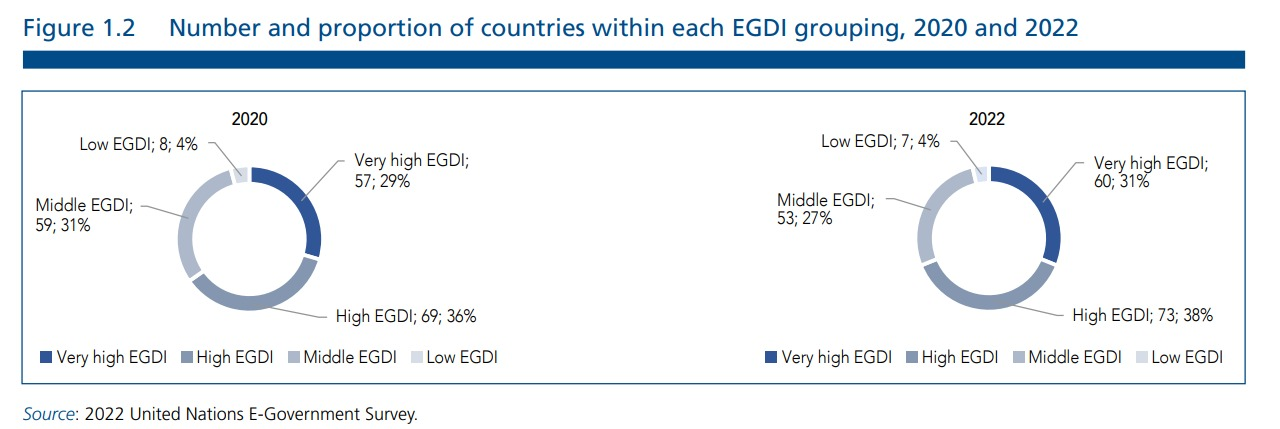 Figure 1.2 Number and proportion of countries within each EGDI grouping, 2020 and 2022
2020
Low EGDI; 8; 4%
Very high EGDI;
57; 29%
Middle EGDI;
59; 31%
High EGDI; 69; 36%
Very high EGDI High EGDI Middle EGDI Low EGDI
2022
Low EGDI; 7; 4%
Very high EGDI;
60; 31%
Middle EGDI;
53; 27%
High EGDI; 73; 38%
Very high EGDI High EGDI Middle EGDI Low EGDI
Source: 2022 United Nations E-Government Survey.